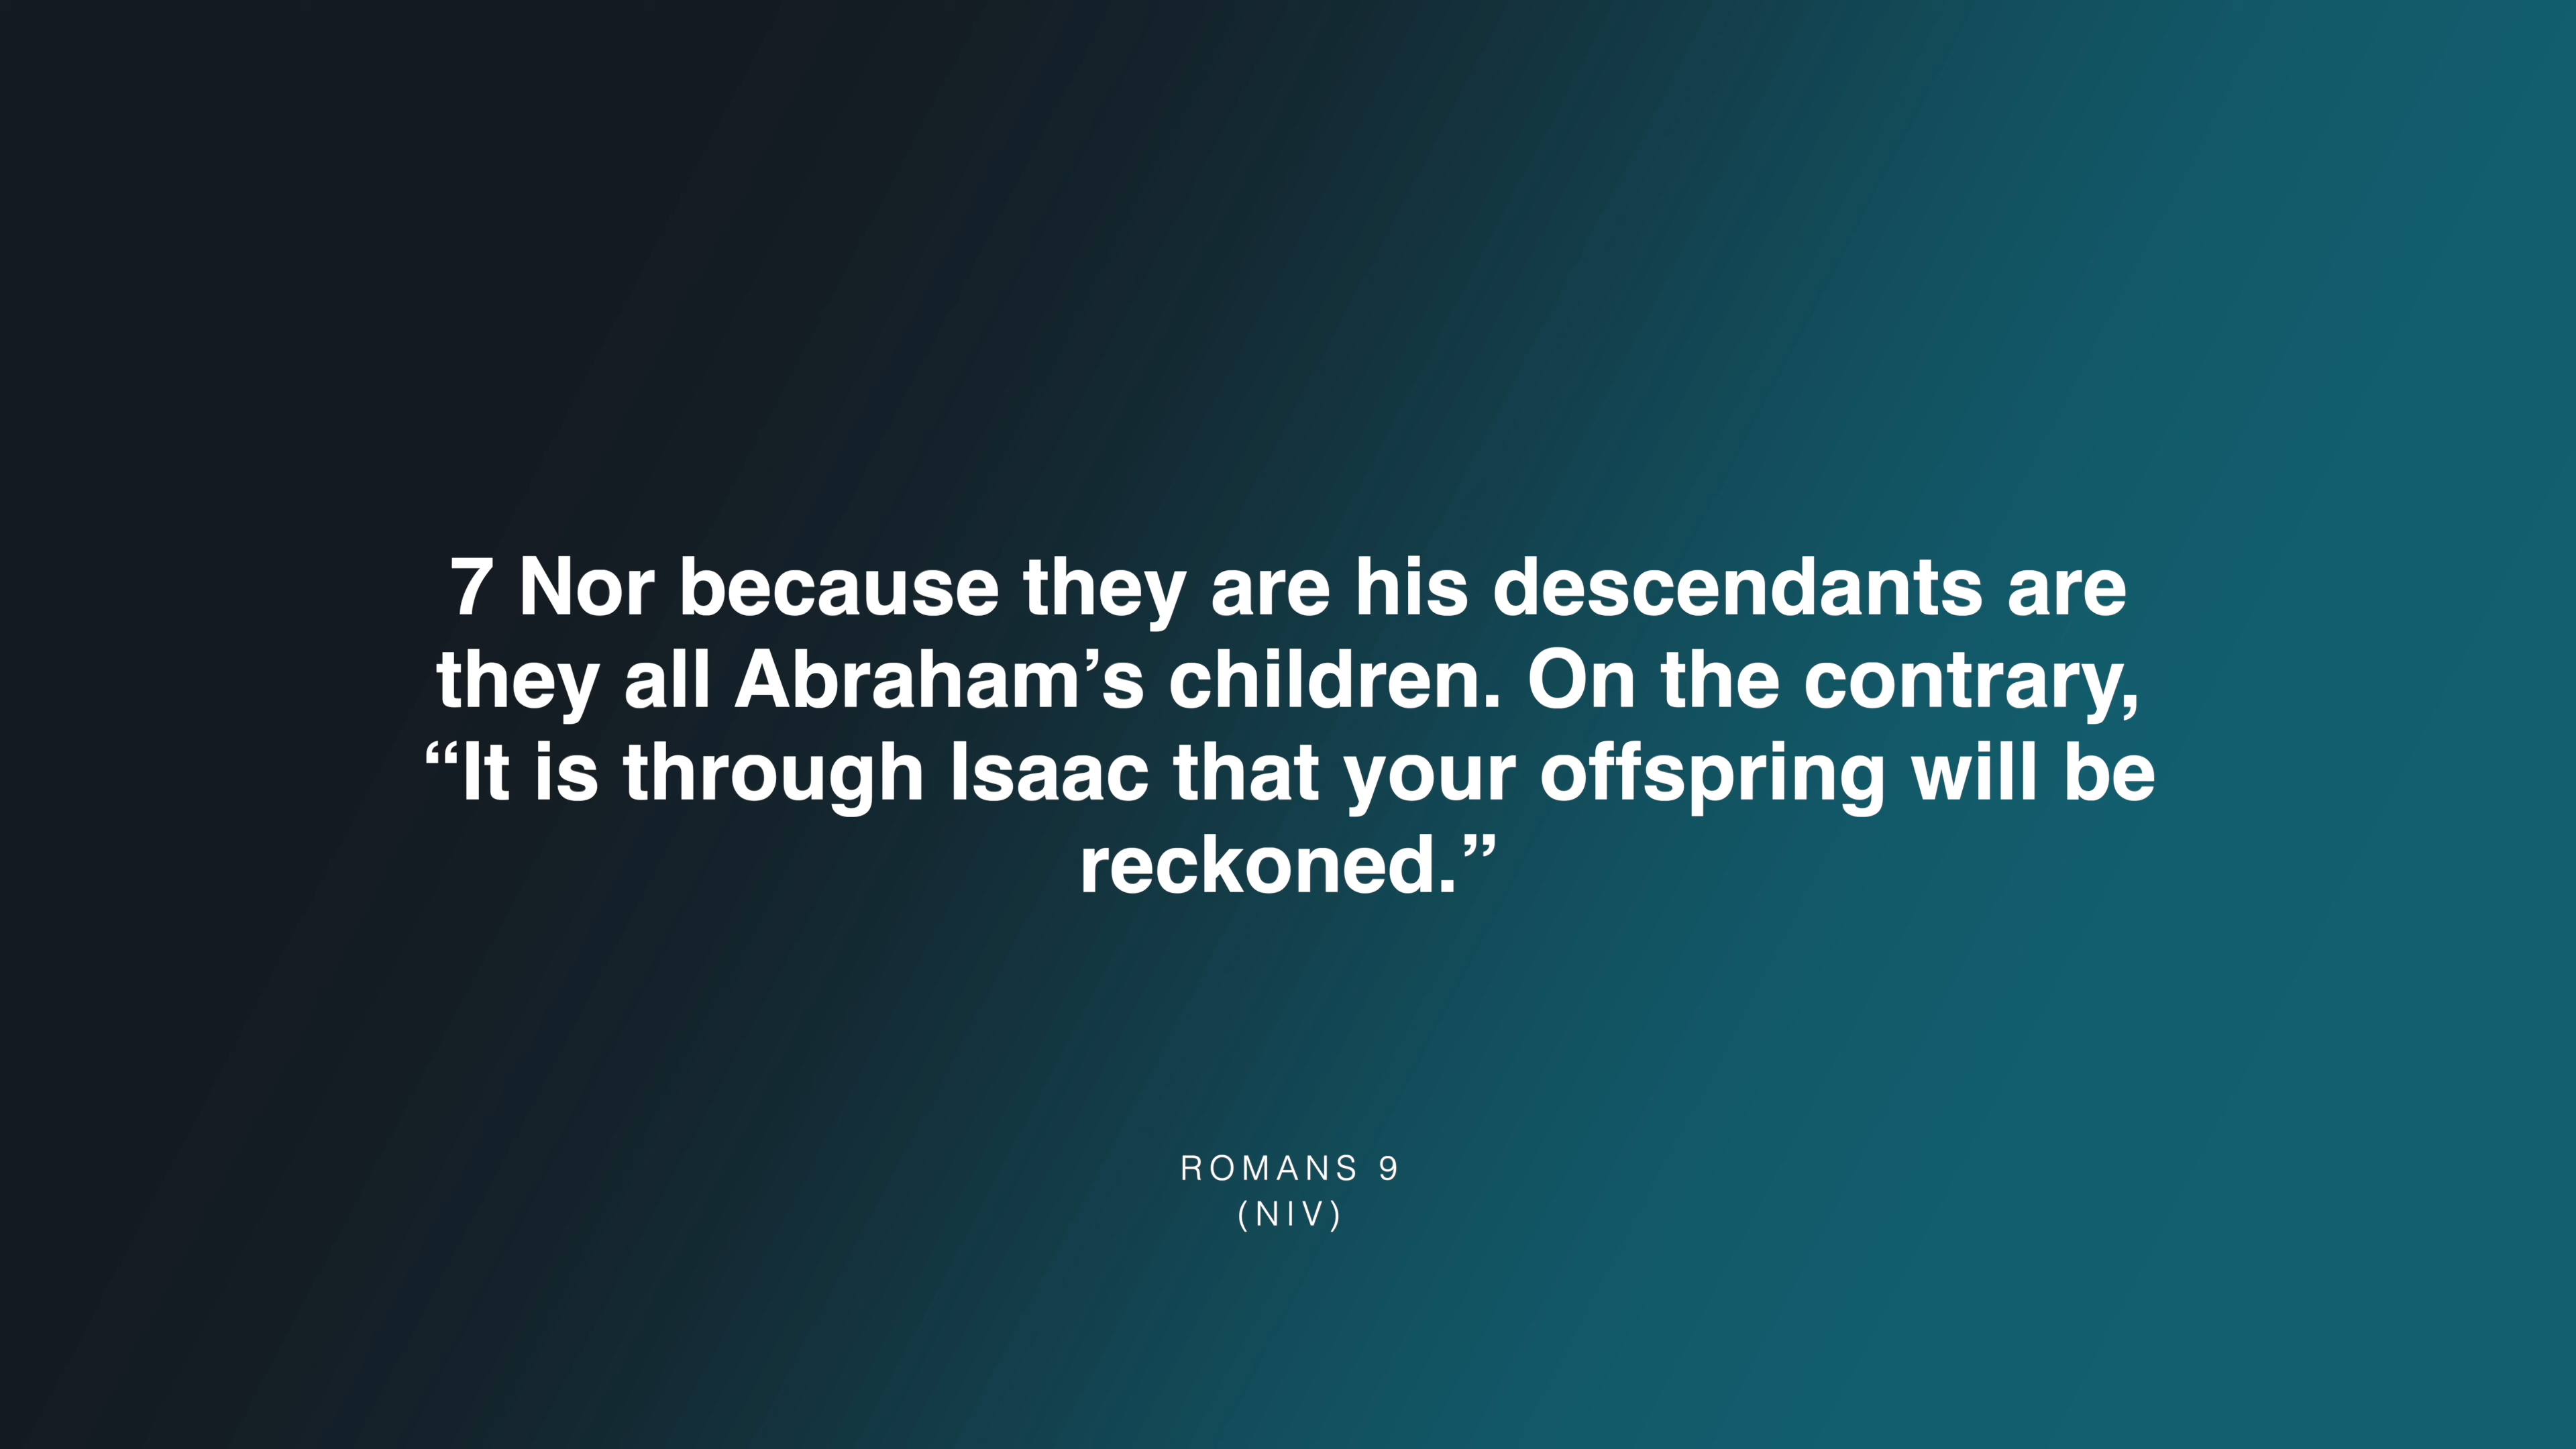 7 Nor because they are his descendants are
they all Abraham’s children. On the contrary,
“It is through Isaac that your offspring will be
reckoned.”
ROMANS 9
(NIV)